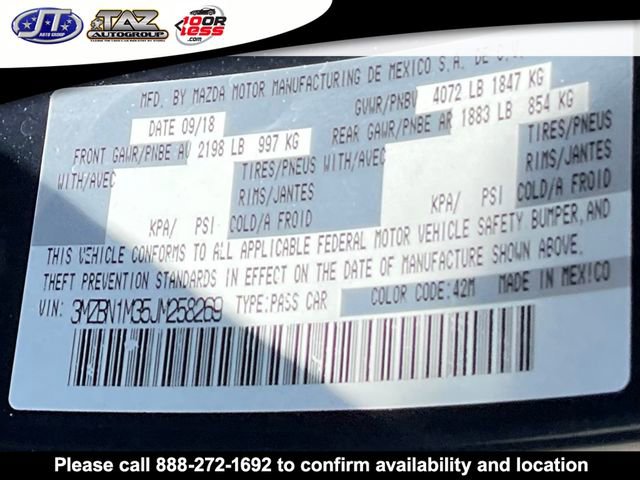 JT AUTO GROUP TAZ AUTOGROUP 100 OR LESS .com
MFD. BY MAZDA MOTOR MANUFACTURING DE MEXICO S.A. DE C.
DATE 09/18 GVWR/PNBV 4072 LB 1847 KG
FRONT GAWR/PNBE AV 2198 LB 997 KG REAR GAWR/PNBE AR 1883 LB 854 KG
WITH/AVEC TIRES/PNEUS WITH/AVEC TIRES/PNEUS
RIMS/JANTES RIMS/JANTES
KPA/ PSI COLD/A FROID KPA/ PSI COLD/A FROID
THIS VEHICLE CONFORMS TO ALL APPLICABLE FEDERAL MOTOR VEHICLE SAFETY BUMPER, AND
THEFT PREVENTION STANDARDS IN EFFECT ON THE DATE OF MANUFACTURE SHOWN ABOVE.
VIN: 3MZBN1M35JM258269 TYPE:PASS CAR COLOR CODE:42M MADE IN MEXICO
Please call 888-272-1692 to confirm availability and location